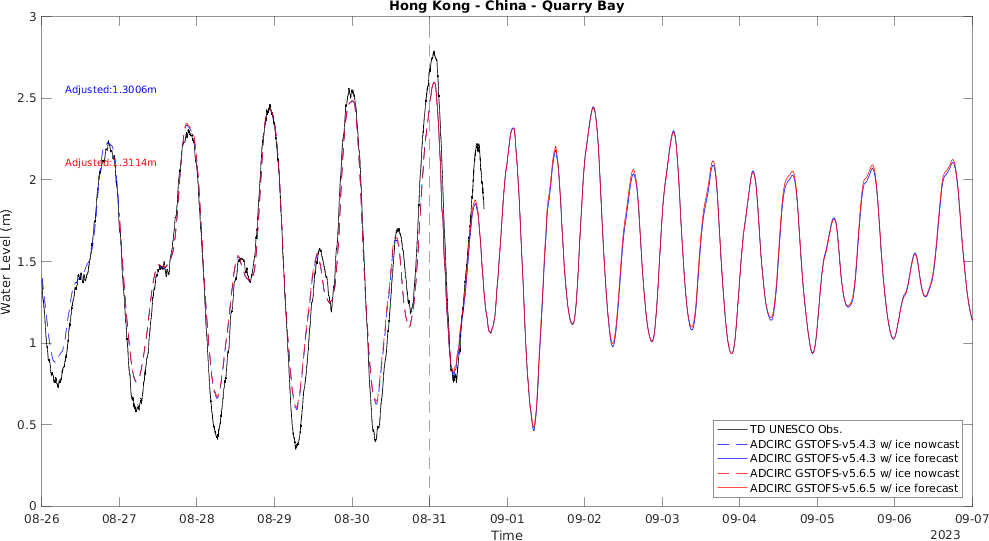 Hong Kong - China - Quarry Bay
Water Level (m)
3
2.5
2
1.5
1
0.5
0
Adjusted:1.3006m
Adjusted:1.3114m
TD UNESCO Obs.
ADCIRC GSTOFS-v5.4.3 w/ ice nowcast
ADCIRC GSTOFS-v5.4.3 w/ ice forecast
ADCIRC GSTOFS-v5.6.5 w/ ice nowcast
ADCIRC GSTOFS-v5.6.5 w/ ice forecast
08-26 08-27 08-28 08-29 08-30 08-31 09-01 09-02 09-03 09-04 09-05 09-06 09-07
Time
2023